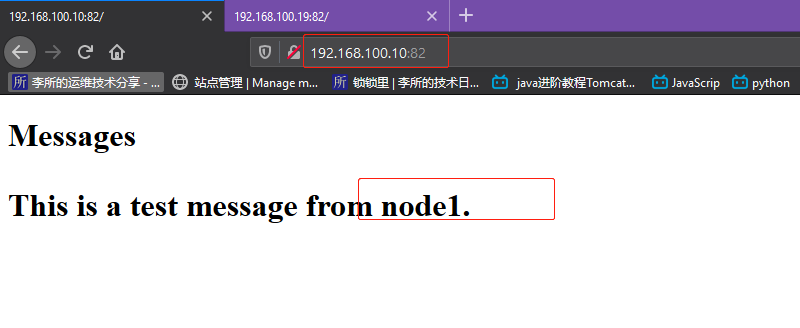 192.168.100.10:82/
192.168.100.19:82/
192.168.100.10:82
所 李所的运维技术分享 - ...
站点管理 | Manage m...
所 锁锁里 | 李所的技术日...
java进阶教程Tomcat...
JavaScrip
python
Messages
This is a test message from node1.